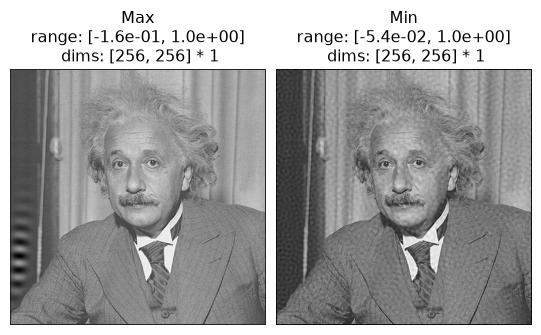 Max
range: [-1.6e-01, 1.0e+00]
dims: [256, 256] * 1
Min
range: [-5.4e-02, 1.0e+00]
dims: [256, 256] * 1